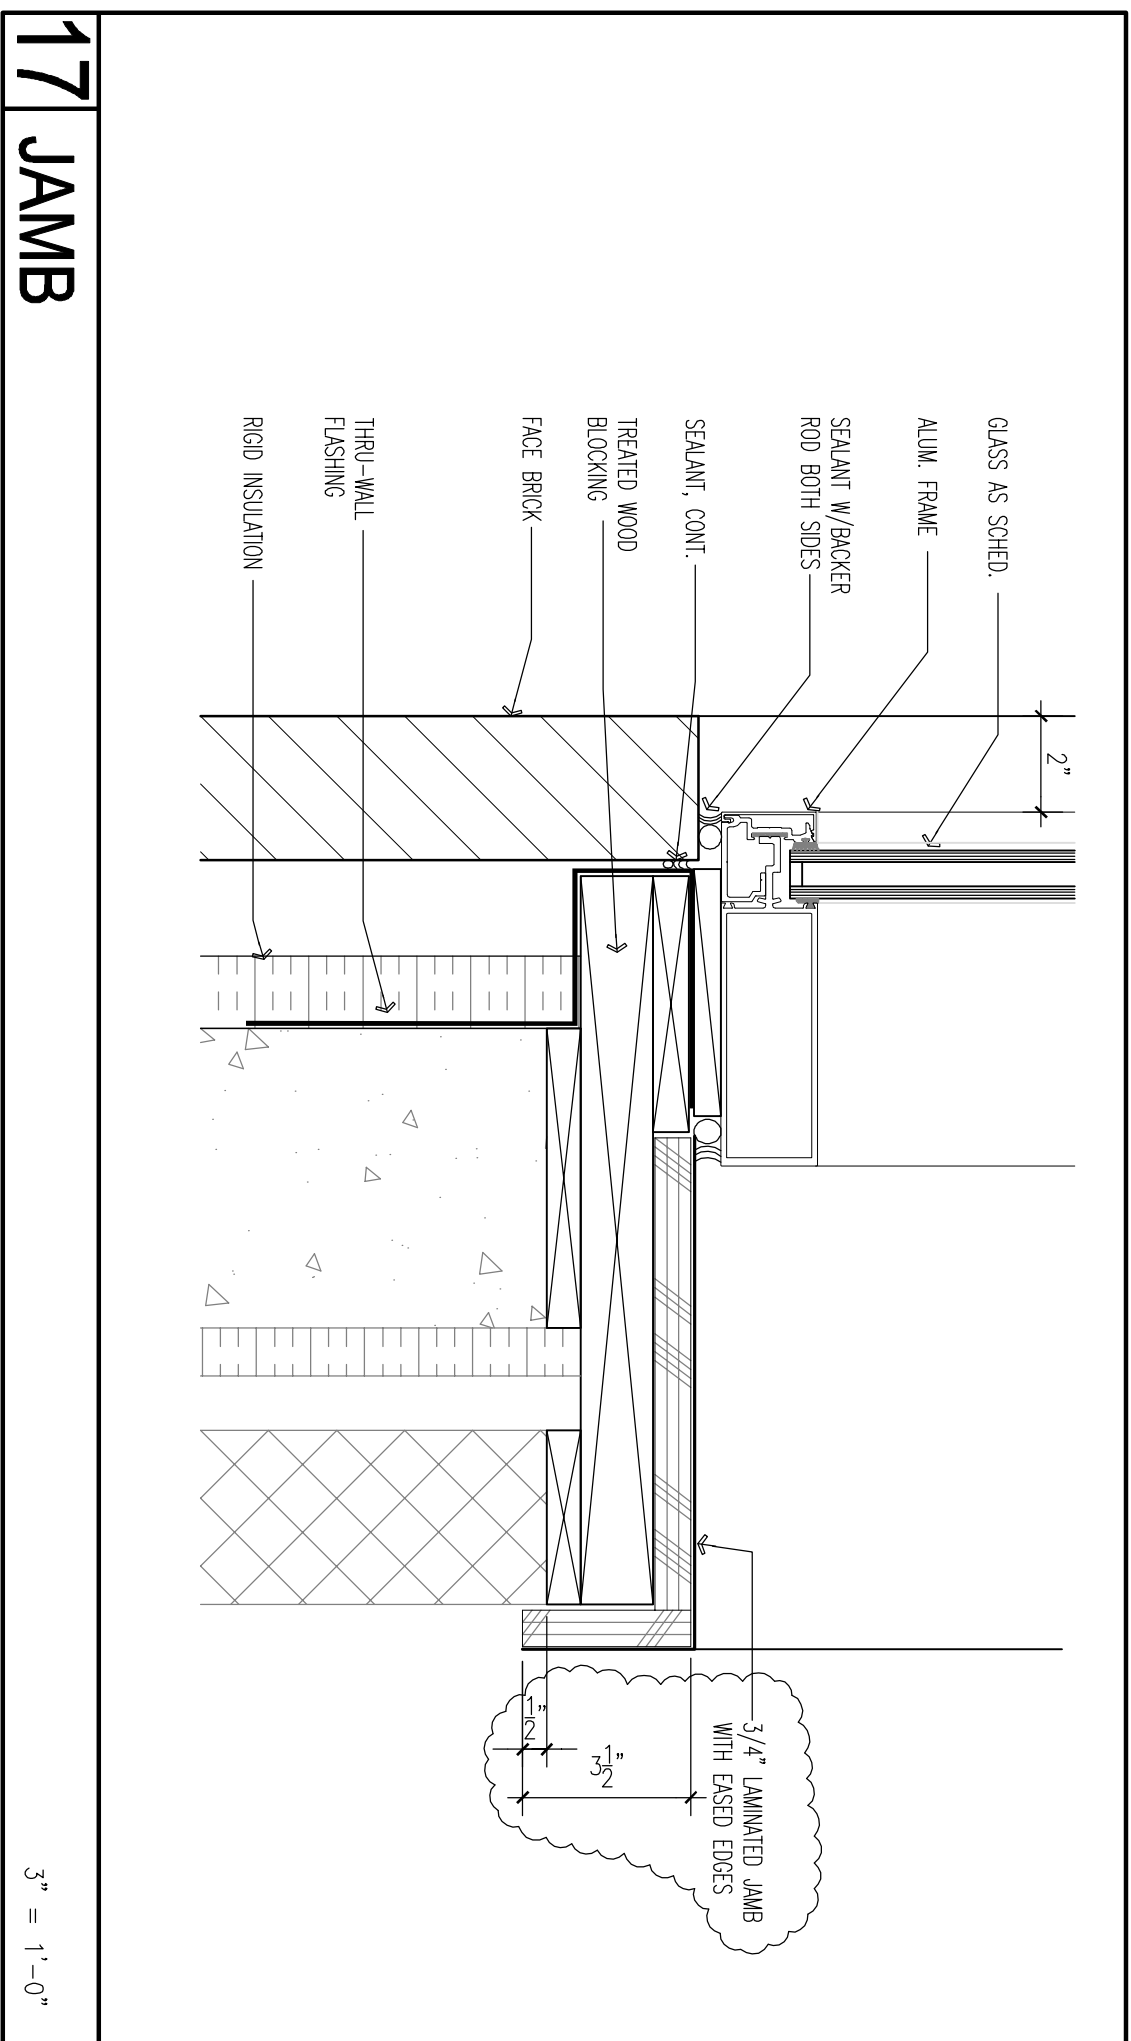 GLASS AS SCHED.
ALUM. FRAME
SEALANT W/BACKER
ROD BOTH SIDES
SEALANT, CONT.
TREATED WOOD
BLOCKING
FACE BRICK
THRU-WALL
FLASHING
RIGID INSULATION
2"
3/4" LAMINATED JAMB
WITH EASED EDGES
3 1/2"
1/2"
17 JAMB
3" = 1'-0"